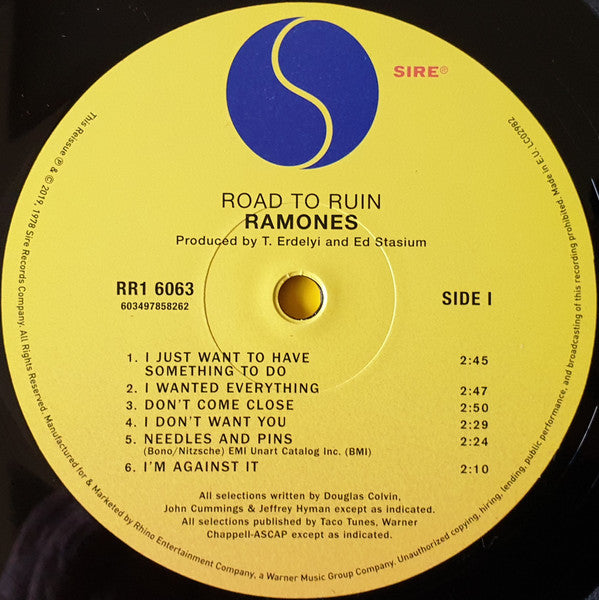 SIRE®
ROAD TO RUIN
RAMONES
Produced by T. Erdelyi and Ed Stasium
RR1 6063
603497858262
SIDE I
1. I JUST WANT TO HAVE
SOMETHING TO DO 2:45
2. I WANTED EVERYTHING 2:47
3. DON'T COME CLOSE 2:50
4. I DON'T WANT YOU 2:29
5. NEEDLES AND PINS 2:24
(Bono/Nitzsche) EMI Unart Catalog Inc. (BMI)
6. I'M AGAINST IT 2:10
All selections written by Douglas Colvin,
John Cummings & Jeffrey Hyman except as indicated.
All selections published by Taco Tunes, Warner
Chappell-ASCAP except as indicated.
This Reissue ℗ & © 2019, 1978 Sire Records Company. All Rights Reserved. Manufactured for & Marketed by Rhino Entertainment Company, a Warner Music Group Company. Unauthorized copying, hiring, lending, public performance, and broadcasting of this recording prohibited. Made in E.U. LC02982